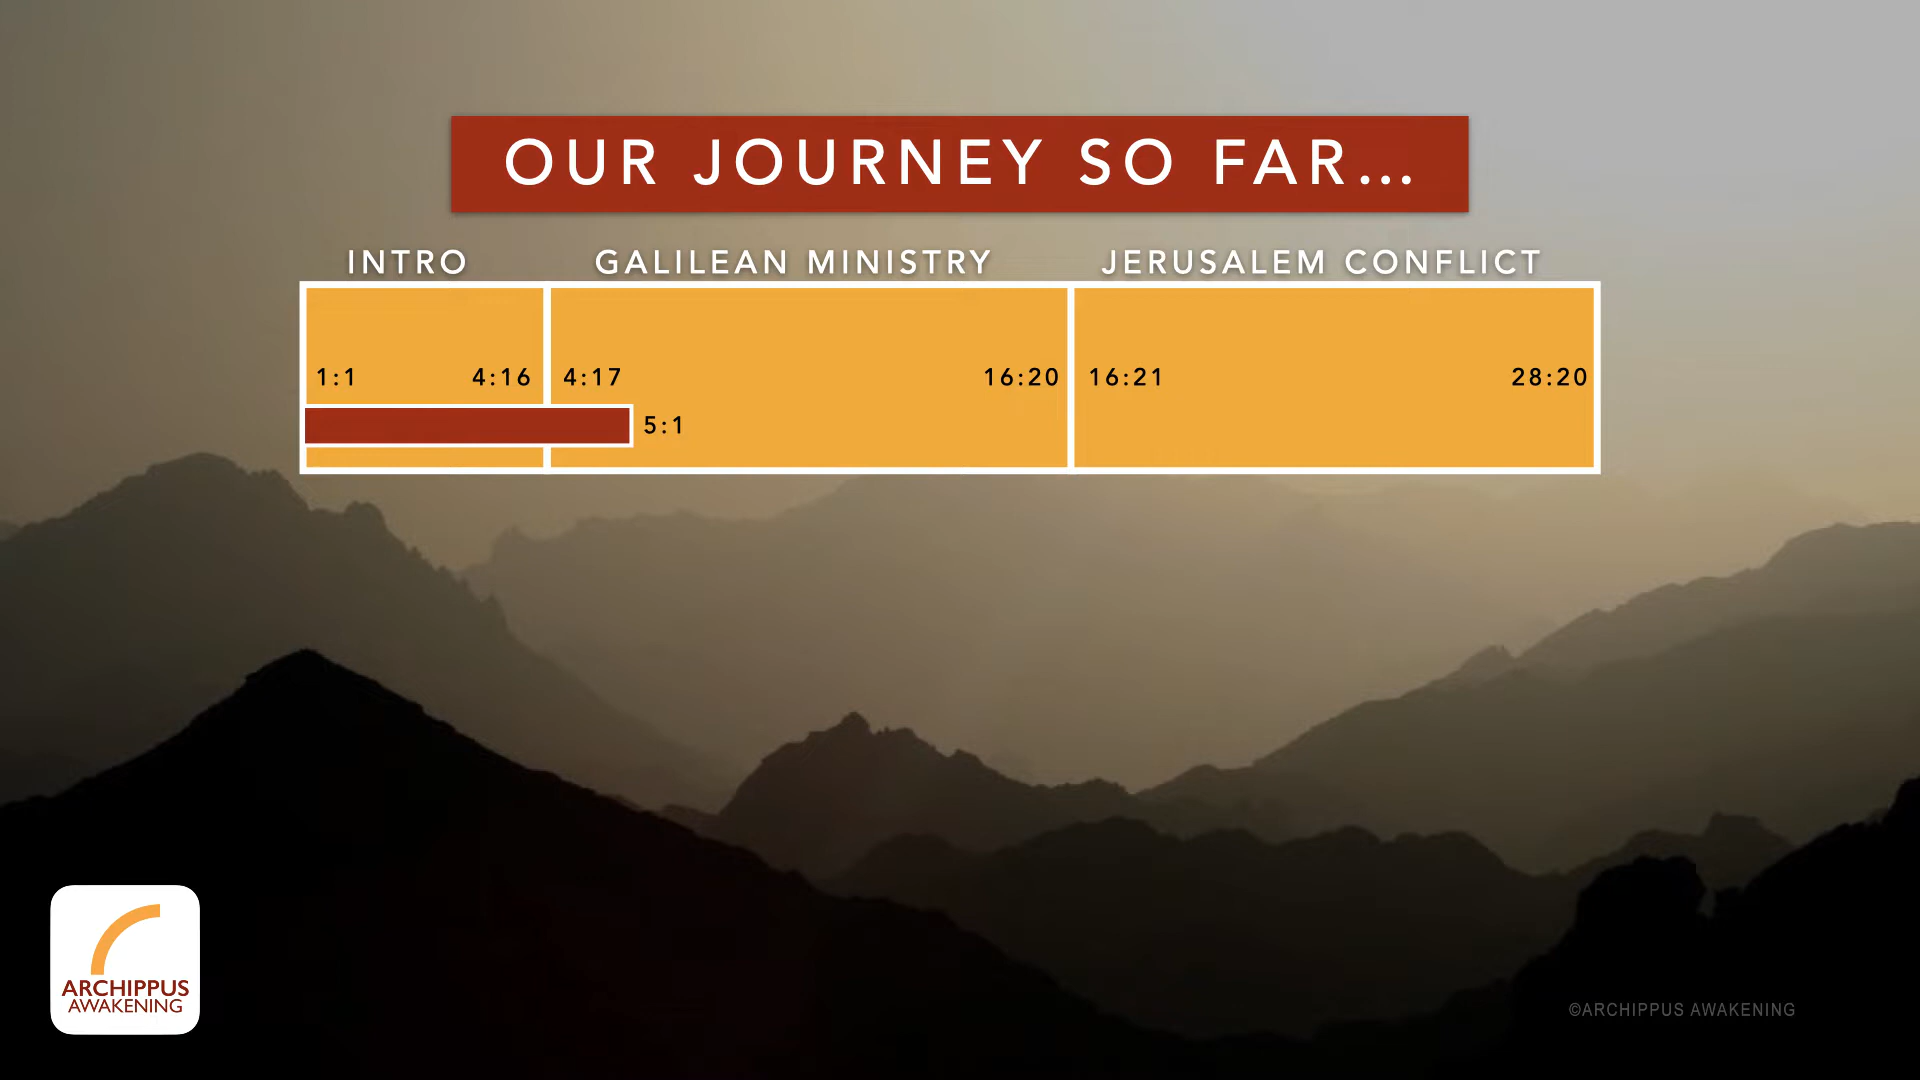 OUR JOURNEY SO FAR...
INTRO GALILEAN MINISTRY JERUSALEM CONFLICT
1:1 4:16 4:17 16:20 16:21 28:20
5:1
ARCHIPPUS
AWAKENING
©ARCHIPPUS AWAKENING